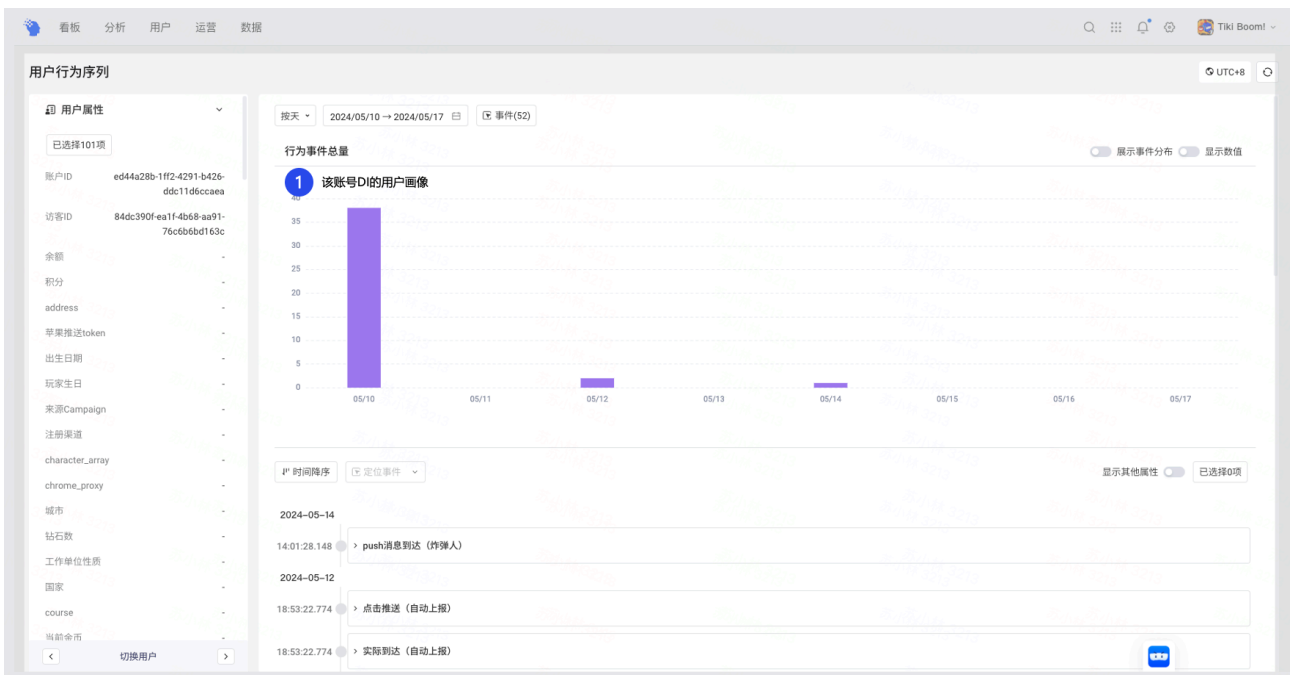 看板 分析 用户 运营 数据 Tiki Boom!
用户行为序列 UTC+8
用户属性
已选择101项
账户ID ed44a28b-1ff2-4291-b426-
ddc11d6ccaea
访客ID 84dc390f-ea1f-4b68-aa91-
76c6b6bd163c
余额 -
积分 -
address -
苹果推送token -
出生日期 -
玩家生日 -
来源Campaign -
注册渠道 -
character_array -
chrome_proxy -
城市 -
钻石数 -
工作单位性质 -
国家 -
course -
当前金币 -
切换用户
按天 2024/05/10 → 2024/05/17 事件(52)
行为事件总量 展示事件分布 显示数值
1 该账号DI的用户画像
40
35
30
25
20
15
10
5
0
05/10 05/11 05/12 05/13 05/14 05/15 05/16 05/17
时间降序 定位事件 显示其他属性 已选择0项
2024-05-14
14:01:28.148 push消息到达（炸弹人）
2024-05-12
18:53:22.774 点击推送（自动上报）
18:53:22.774 实际到达（自动上报）